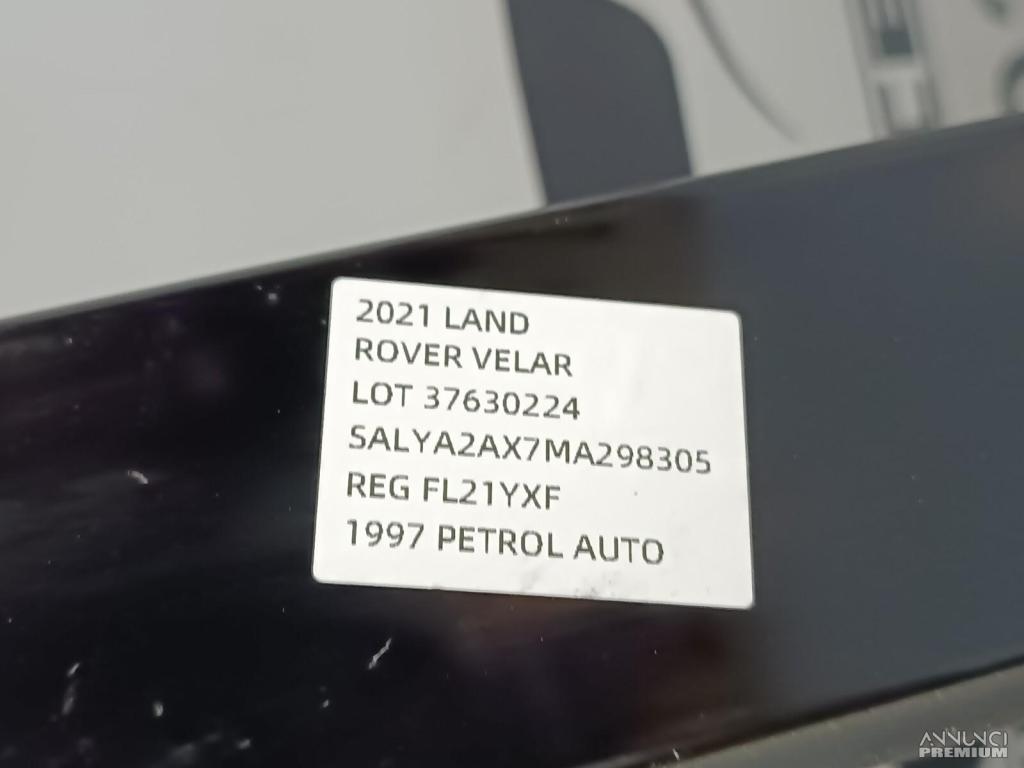 2021 LAND
ROVER VELAR
LOT 37630224
SALYA2AX7MA298305
REG FL21YXF
1997 PETROL AUTO
ANNUNCI
PREMIUM